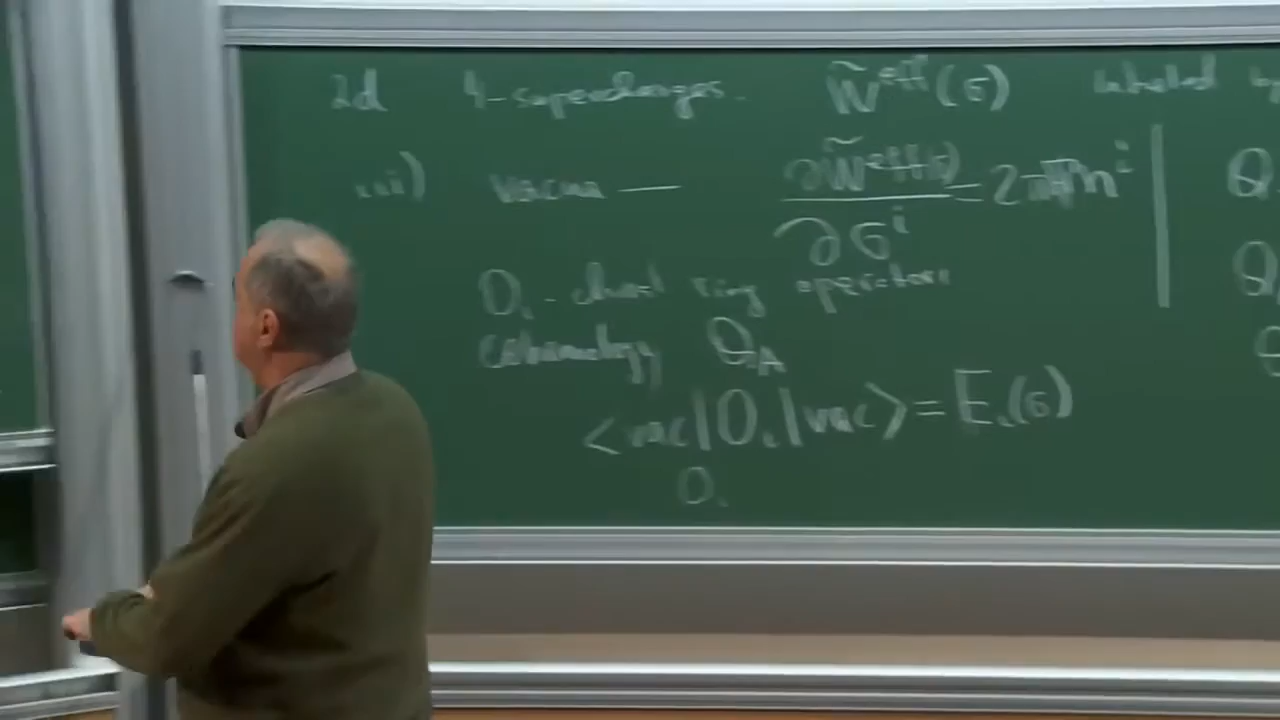 2d 4-supercharges. W̃^eff(σ) labeled by
iii) vacua — ∂W̃^eff(σ)/∂σ^i = 2πi n^i
O_i - chiral ring operators
cohomology Q_A
<vac|O_i|vac> = E_i(σ)
O_i